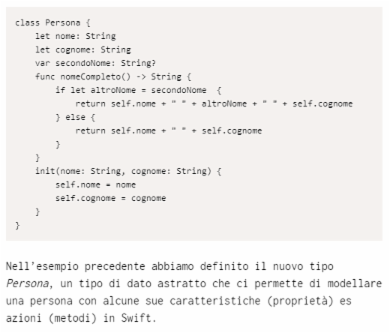 class Persona {
    let nome: String
    let cognome: String
    var secondoNome: String?
    func nomeCompleto() -> String {
        if let altroNome = secondoNome  {
            return self.nome + " " + altroNome + " " + self.cognome
        } else {
            return self.nome + " " + self.cognome
        }
    }
    init(nome: String, cognome: String) {
        self.nome = nome
        self.cognome = cognome
    }
}
Nell'esempio precedente abbiamo definito il nuovo tipo
Persona, un tipo di dato astratto che ci permette di modellare
una persona con alcune sue caratteristiche (proprietà) es
azioni (metodi) in Swift.